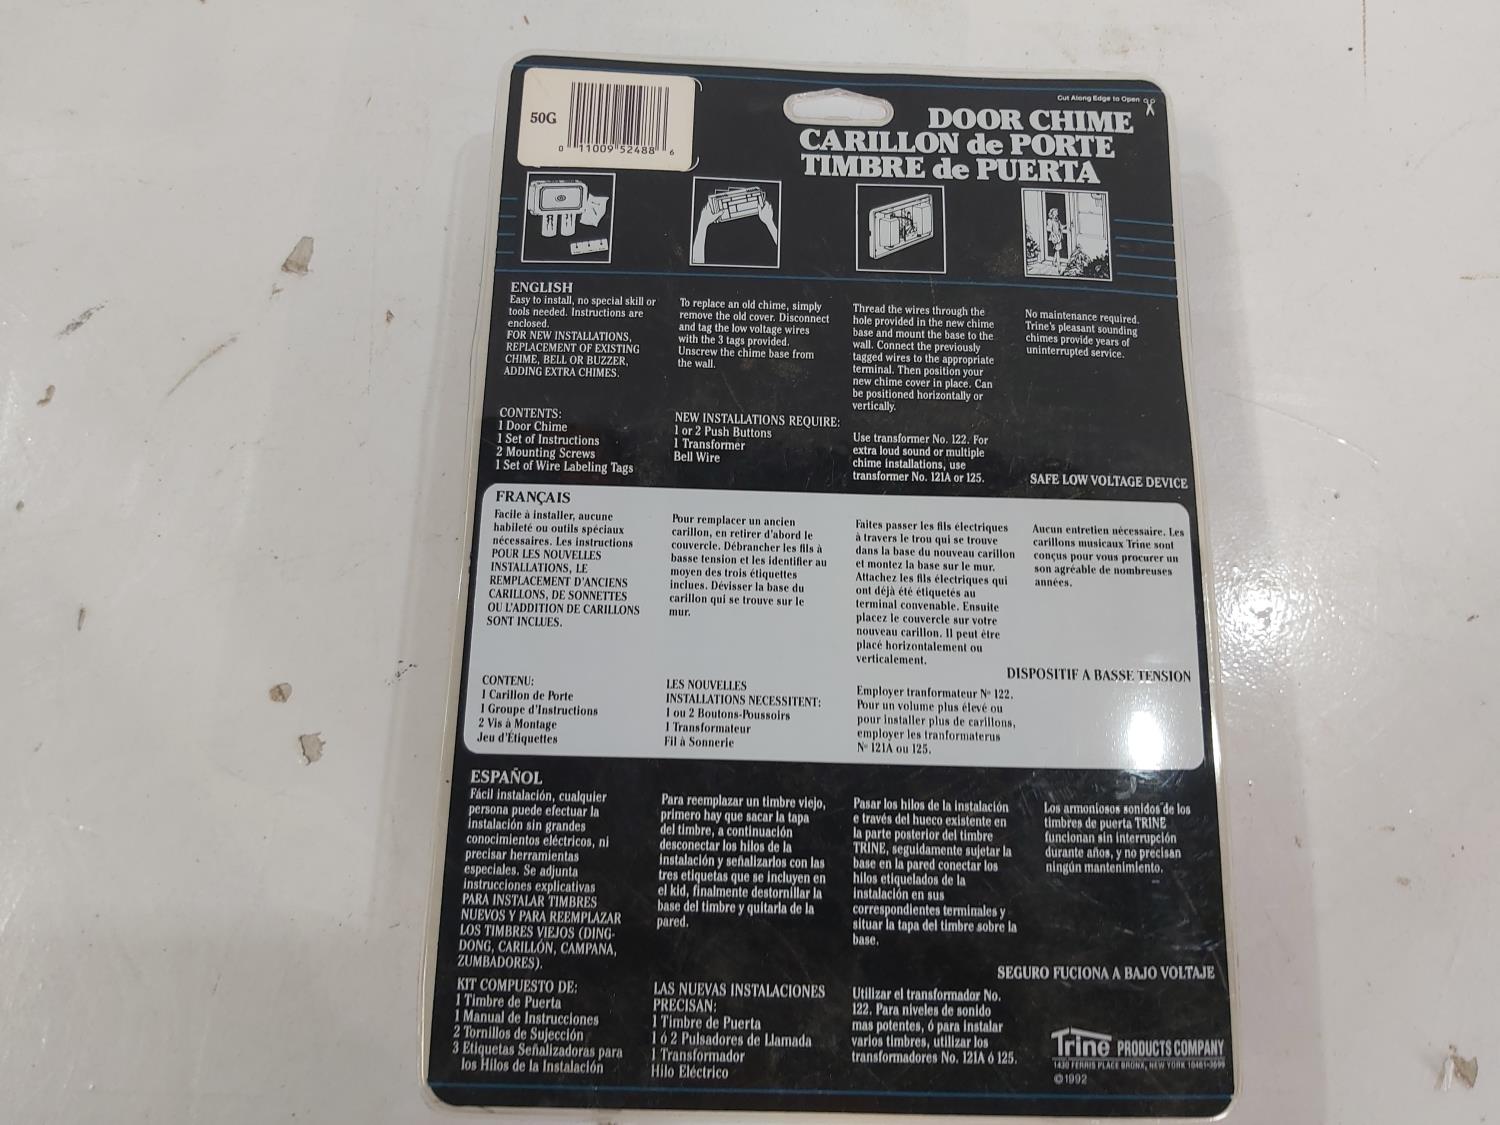 50G
0 11009 52488 6
Cut Along Edge to Open
DOOR CHIME
CARILLON de PORTE
TIMBRE de PUERTA
ENGLISH
Easy to install, no special skill or
tools needed. Instructions are
enclosed.
FOR NEW INSTALLATIONS,
REPLACEMENT OF EXISTING
CHIME, BELL OR BUZZER,
ADDING EXTRA CHIMES.
CONTENTS:
1 Door Chime
1 Set of Instructions
2 Mounting Screws
1 Set of Wire Labeling Tags
To replace an old chime, simply
remove the old cover. Disconnect
and tag the low voltage wires
with the 3 tags provided.
Unscrew the chime base from
the wall.
NEW INSTALLATIONS REQUIRE:
1 or 2 Push Buttons
1 Transformer
Bell Wire
Thread the wires through the
hole provided in the new chime
base and mount the base to the
wall. Connect the previously
tagged wires to the appropriate
terminal. Then position your
new chime cover in place. Can
be positioned horizontally or
vertically.
Use transformer No. 122. For
extra loud sound or multiple
chime installations, use
transformer No. 121A or 125.
No maintenance required.
Trine's pleasant sounding
chimes provide years of
uninterrupted service.
SAFE LOW VOLTAGE DEVICE
FRANÇAIS
Facile à installer, aucune
habileté ou outils spéciaux
nécessaires. Les instructions
POUR LES NOUVELLES
INSTALLATIONS, LE
REMPLACEMENT D'ANCIENS
CARILLONS, DE SONNETTES
OU L'ADDITION DE CARILLONS
SONT INCLUES.
CONTENU:
1 Carillon de Porte
1 Groupe d'Instructions
2 Vis à Montage
Jeu d'Étiquettes
Pour remplacer un ancien
carillon, en retirer d'abord le
couvercle. Débrancher les fils à
basse tension et les identifier au
moyen des trois étiquettes
inclues. Dévisser la base du
carillon qui se trouve sur le
mur.
LES NOUVELLES
INSTALLATIONS NECESSITENT:
1 ou 2 Boutons-Poussoirs
1 Transformateur
Fil à Sonnerie
Faites passer les fils électriques
à travers le trou qui se trouve
dans la base du nouveau carillon
et montez la base sur le mur.
Attachez les fils électriques qui
ont déjà été étiquetés au
terminal convenable. Ensuite
placez le couvercle sur votre
nouveau carillon. Il peut être
placé horizontalement ou
verticalement.
Employer tranformateur Nº 122.
Pour un volume plus élevé ou
pour installer plus de carillons,
employer les tranformaterus
Nº 121A ou 125.
Aucun entretien nécessaire. Les
carillons musicaux Trine sont
conçus pour vous procurer un
son agréable de nombreuses
années.
DISPOSITIF A BASSE TENSION
ESPAÑOL
Fácil instalación, cualquier
persona puede efectuar la
instalación sin grandes
conocimientos eléctricos, ni
precisar herramientas
especiales. Se adjunta
instrucciones explicativas
PARA INSTALAR TIMBRES
NUEVOS Y PARA REEMPLAZAR
LOS TIMBRES VIEJOS (DING-
DONG, CARILLÓN, CAMPANA,
ZUMBADORES).
KIT COMPUESTO DE:
1 Timbre de Puerta
1 Manual de Instrucciones
2 Tornillos de Sujección
3 Etiquetas Señalizadoras para
los Hilos de la Instalación
Para reemplazar un timbre viejo,
primero hay que sacar la tapa
del timbre, a continuación
desconectar los hilos de la
instalación y señalizarlos con las
tres etiquetas que se incluyen en
el kid, finalmente destornillar la
base del timbre y quitarla de la
pared.
LAS NUEVAS INSTALACIONES
PRECISAN:
1 Timbre de Puerta
1 ó 2 Pulsadores de Llamada
1 Transformador
Hilo Eléctrico
Pasar los hilos de la instalación
e través del hueco existente en
la parte posterior del timbre
TRINE, seguidamente sujetar la
base en la pared conectar los
hilos etiquelados de la
instalación en sus
correspondientes terminales y
situar la tapa del timbre sobre la
base.
Utilizar el transformador No.
122. Para niveles de sonido
mas potentes, ó para instalar
varios timbres, utilizar los
transformadores No. 121A ó 125.
Los armoniosos sonidos de los
timbres de puerta TRINE
funcionan sin interrupción
durante años, y no precisan
ningún mantenimiento.
SEGURO FUCIONA A BAJO VOLTAJE
Trine PRODUCTS COMPANY
1430 FERRIS PLACE BRONX, NEW YORK 10461-3699
©1992